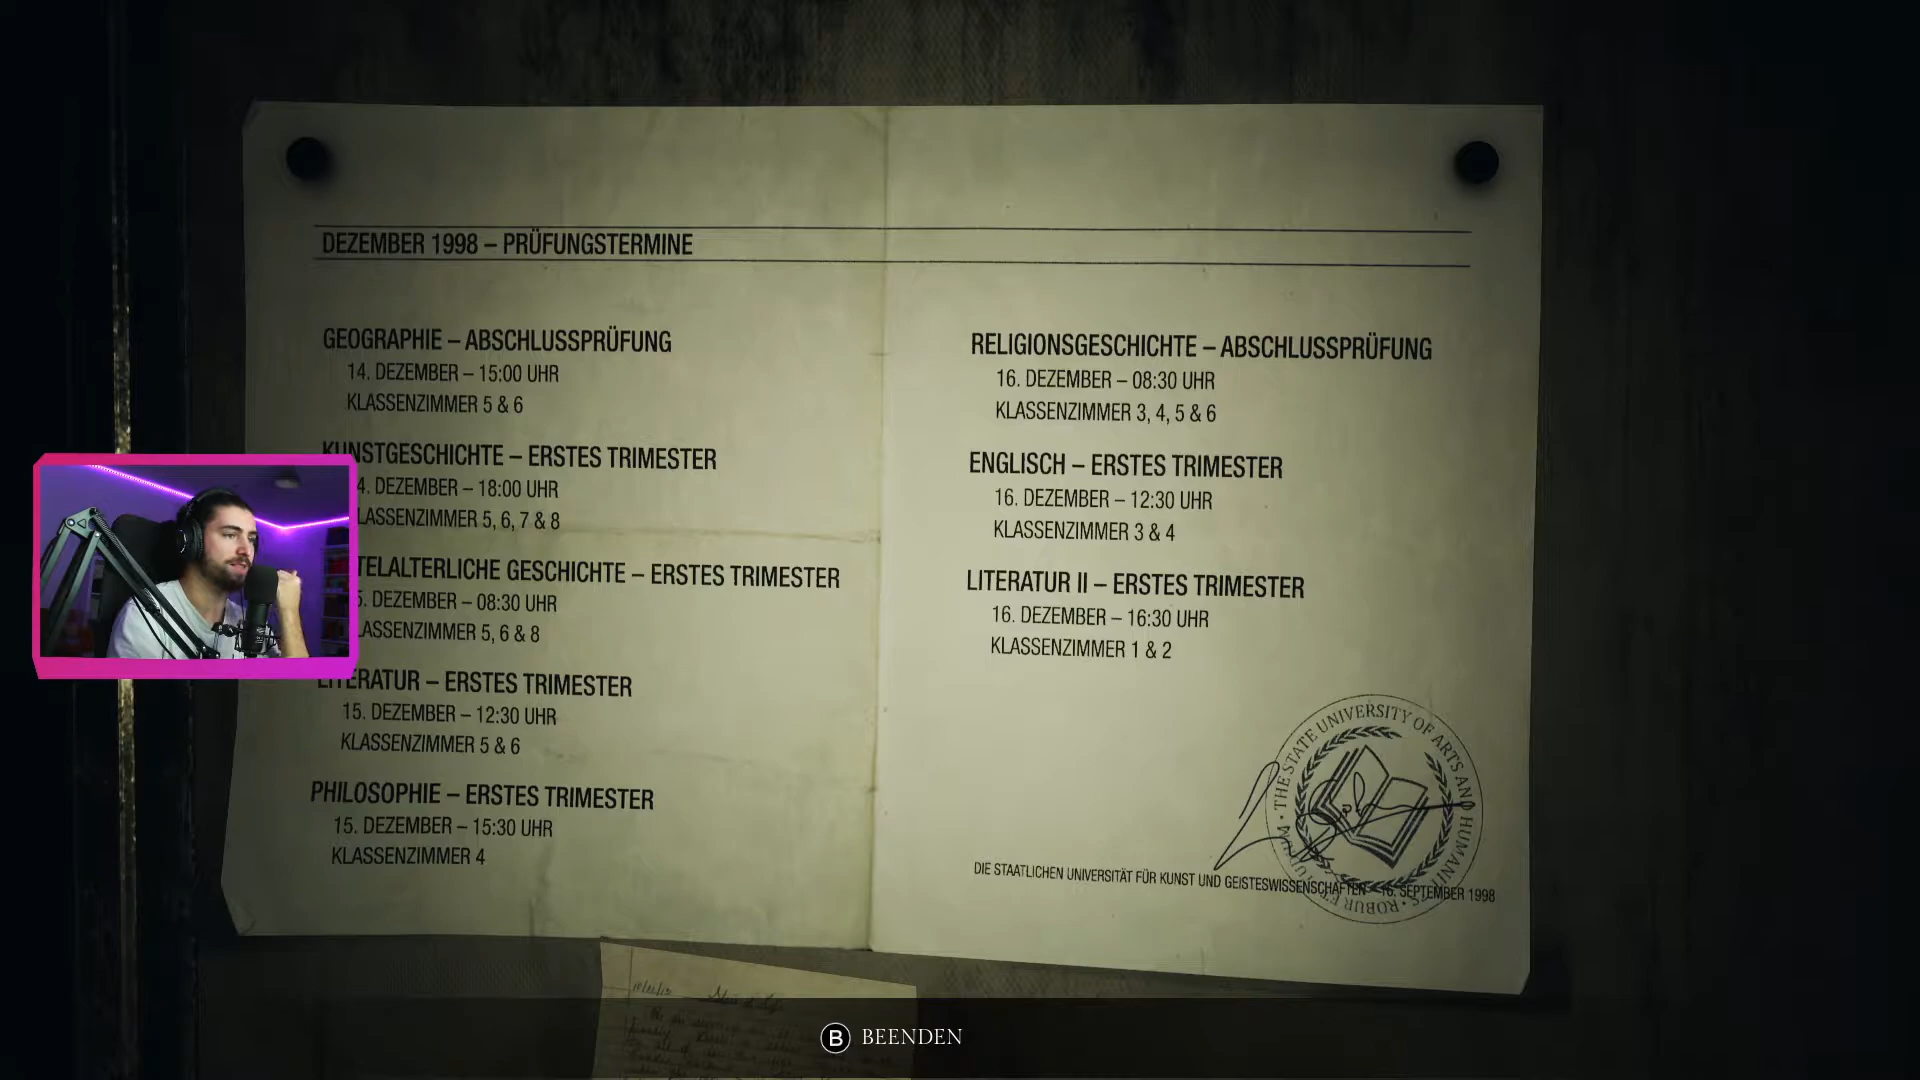 DEZEMBER 1998 – PRÜFUNGSTERMINE
GEOGRAPHIE – ABSCHLUSSPRÜFUNG
14. DEZEMBER – 15:00 UHR
KLASSENZIMMER 5 & 6
KUNSTGESCHICHTE – ERSTES TRIMESTER
4. DEZEMBER – 18:00 UHR
LASSENZIMMER 5, 6, 7 & 8
TELALTERLICHE GESCHICHTE – ERSTES TRIMESTER
5. DEZEMBER – 08:30 UHR
LASSENZIMMER 5, 6 & 8
LITERATUR – ERSTES TRIMESTER
15. DEZEMBER – 12:30 UHR
KLASSENZIMMER 5 & 6
PHILOSOPHIE – ERSTES TRIMESTER
15. DEZEMBER – 15:30 UHR
KLASSENZIMMER 4
RELIGIONSGESCHICHTE – ABSCHLUSSPRÜFUNG
16. DEZEMBER – 08:30 UHR
KLASSENZIMMER 3, 4, 5 & 6
ENGLISCH – ERSTES TRIMESTER
16. DEZEMBER – 12:30 UHR
KLASSENZIMMER 3 & 4
LITERATUR II – ERSTES TRIMESTER
16. DEZEMBER – 16:30 UHR
KLASSENZIMMER 1 & 2
THE STATE UNIVERSITY OF ARTS AND HUMANITIES · ROBUR ET
DIE STAATLICHEN UNIVERSITÄT FÜR KUNST UND GEISTESWISSENSCHAFTEN – 16. SEPTEMBER 1998
B BEENDEN